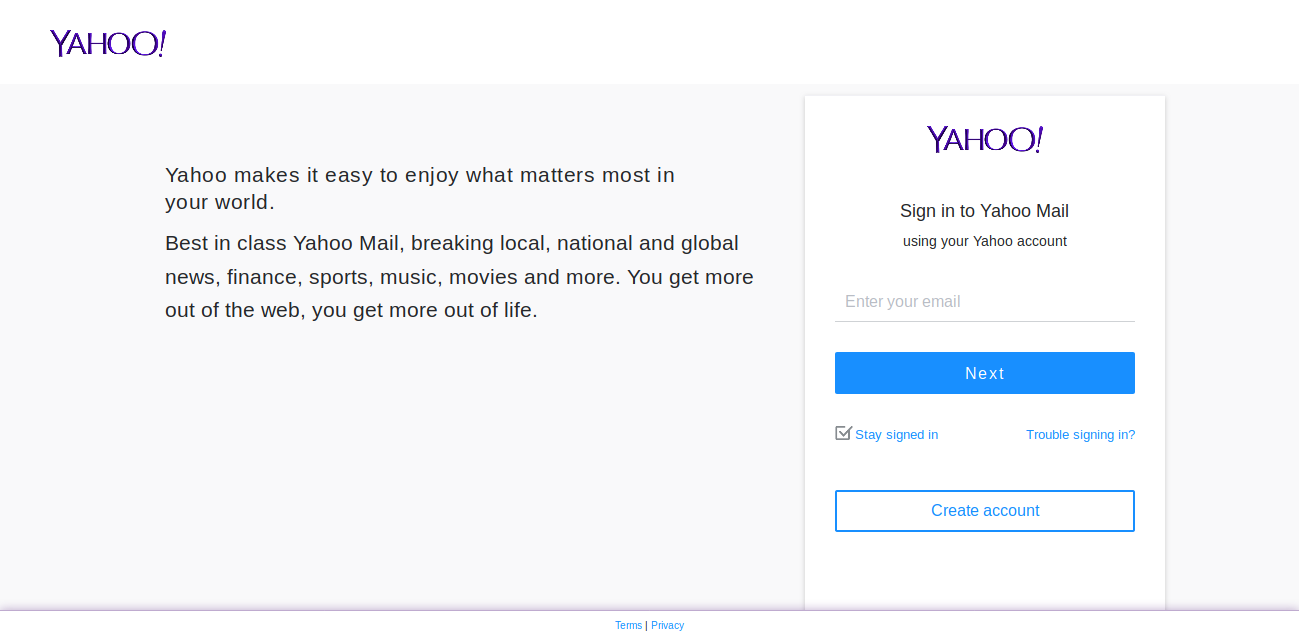 YAHOO!
Yahoo makes it easy to enjoy what matters most in
your world.
Best in class Yahoo Mail, breaking local, national and global
news, finance, sports, music, movies and more. You get more
out of the web, you get more out of life.
YAHOO!
Sign in to Yahoo Mail
using your Yahoo account
Enter your email
Next
Stay signed in
Trouble signing in?
Create account
Terms | Privacy